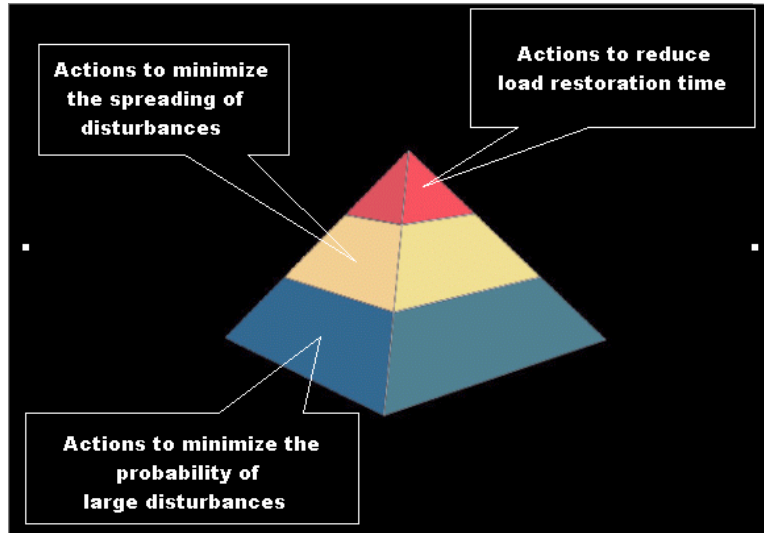 Actions to minimize
the spreading of
disturbances
Actions to reduce
load restoration time
Actions to minimize the
probability of
large disturbances